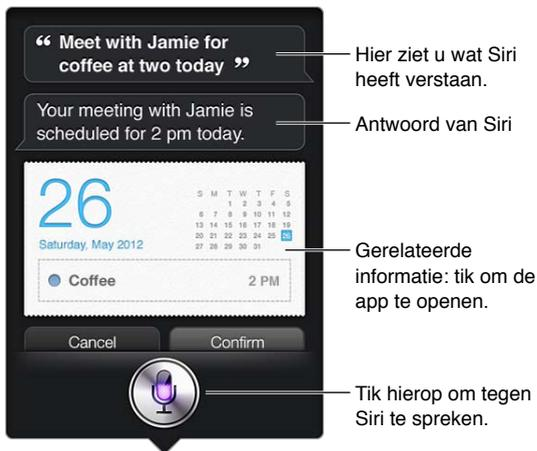 “ Meet with Jamie for
coffee at two today ”
Hier ziet u wat Siri
heeft verstaan.
Your meeting with Jamie is
scheduled for 2 pm today.
Antwoord van Siri
26
Saturday, May 2012
S M T W T F S
1 2 3 4 5
6 7 8 9 10 11 12
13 14 15 16 17 18 19
20 21 22 23 24 25 26
27 28 29 30 31
Coffee 2 PM
Gerelateerde
informatie: tik om de
app te openen.
Cancel Confirm
Tik hierop om tegen
Siri te spreken.